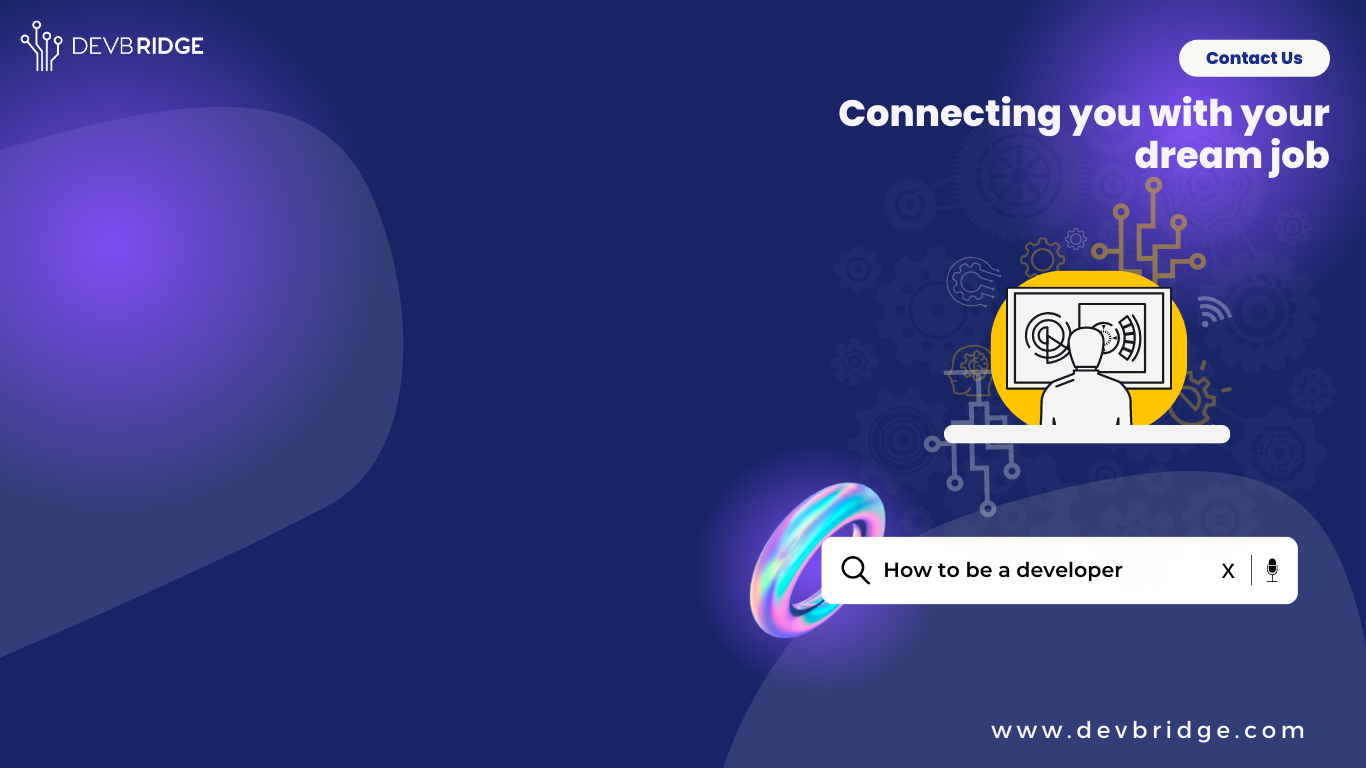 DEVBRIDGE
Contact Us
Connecting you with your
dream job
How to be a developer
X
www.devbridge.com